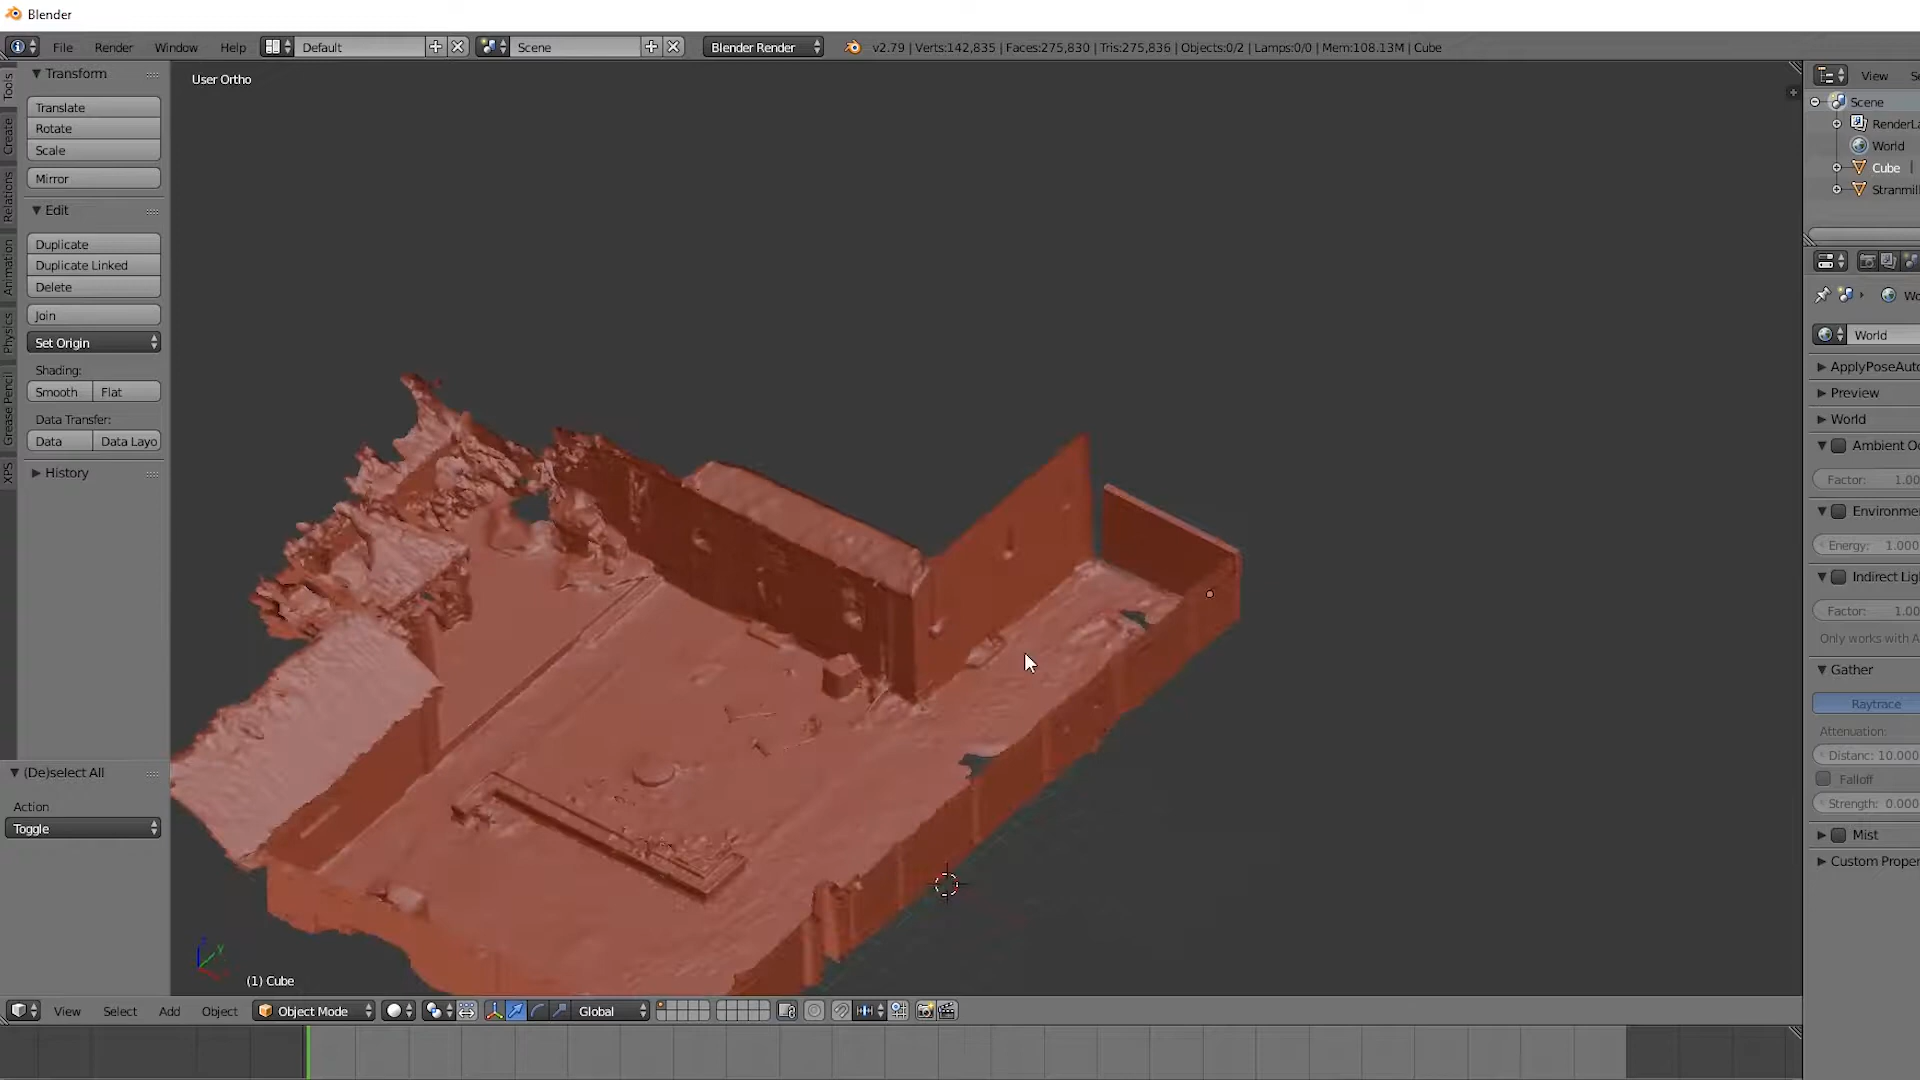 Blender
File Render Window Help Default Scene Blender Render v2.79 | Verts:142,835 | Faces:275,830 | Tris:275,836 | Objects:0/2 | Lamps:0/0 | Mem:108.13M | Cube
Tools
Create
Relations
Animation
Physics
Grease Pencil
XPS
Transform
Translate
Rotate
Scale
Mirror
Edit
Duplicate
Duplicate Linked
Delete
Join
Set Origin
Shading:
Smooth Flat
Data Transfer:
Data Data Layo
History
(De)select All
Action
Toggle
User Ortho
(1) Cube
View Select Add Object Object Mode Global
View Se
Scene
RenderLa
World
Cube
Stranmill
Wo
World
ApplyPoseAuto
Preview
World
Ambient Oc
Factor: 1.00
Environme
Energy: 1.000
Indirect Lig
Factor: 1.00
Only works with A
Gather
Raytrace
Attenuation:
Distanc: 10.000
Falloff
Strength: 0.000
Mist
Custom Proper